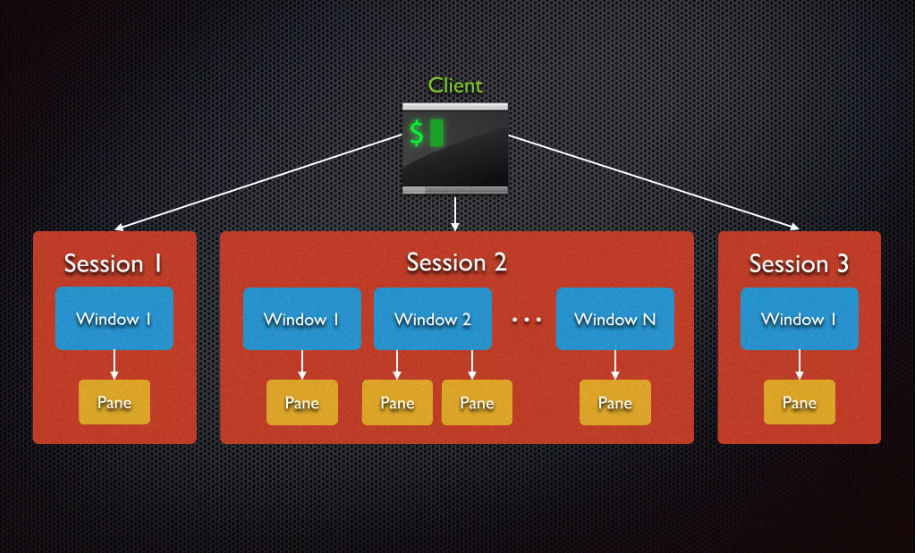 Client
$
Session 1
Session 2
Session 3
Window 1
Window 1
Window 2
...
Window N
Window 1
Pane
Pane
Pane
Pane
Pane
Pane